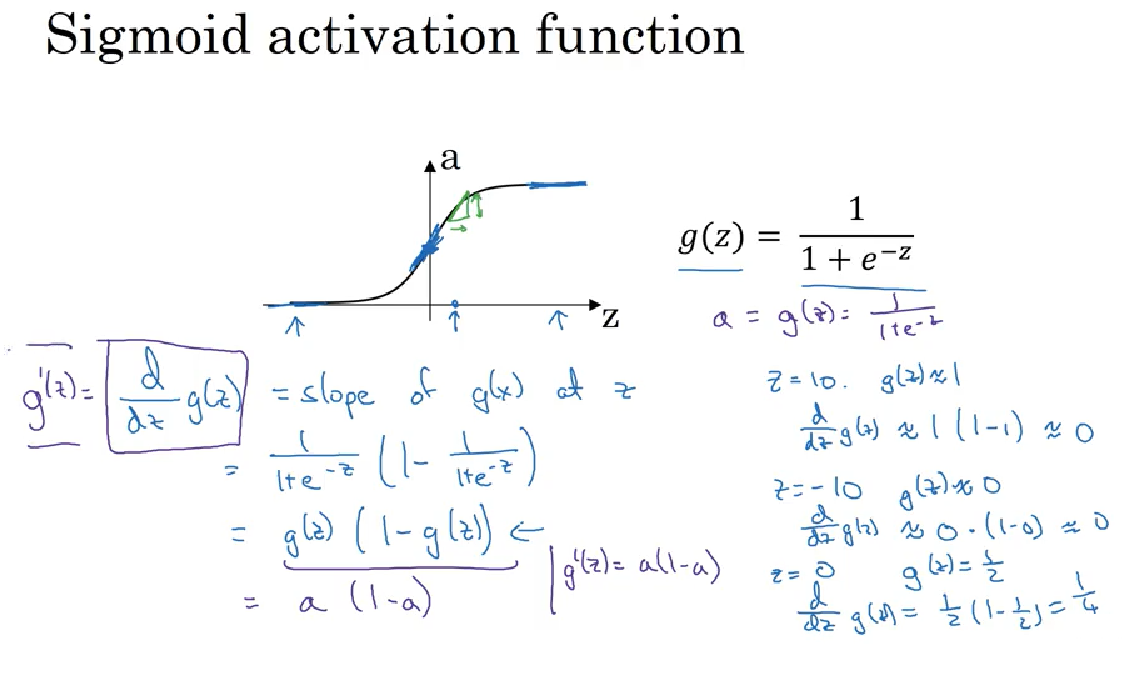 Sigmoid activation function
a
z
g(z) = 1 / (1 + e^{-z})
a = g(z) = 1 / (1+e^{-z})
g'(z) = d/dz g(z) = slope of g(x) at z
= 1 / (1+e^{-z}) (1 - 1 / (1+e^{-z}))
= g(z) (1 - g(z)) ←
= a (1-a)
g'(z) = a(1-a)
z = 10. g(z) ≈ 1
d/dz g(z) ≈ 1 (1-1) ≈ 0
z = -10 g(z) ≈ 0
d/dz g(z) ≈ 0 · (1-0) ≈ 0
z = 0 g(z) = 1/2
d/dz g(z) = 1/2 (1 - 1/2) = 1/4